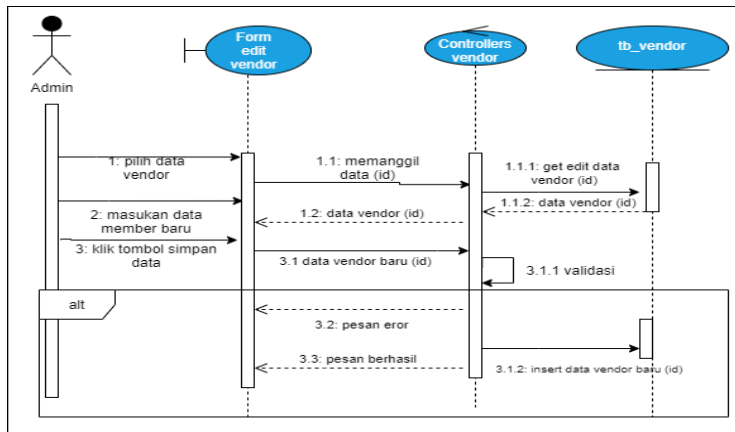 Form
edit
vendor
Controllers
vendor
tb_vendor
Admin
1: pilih data
vendor
1.1: memanggil
data (id)
1.1.1: get edit data
vendor (id)
1.1.2: data vendor (id)
1.2: data vendor (id)
2: masukan data
member baru
3: klik tombol simpan
data
3.1 data vendor baru (id)
3.1.1 validasi
alt
3.2: pesan eror
3.3: pesan berhasil
3.1.2: insert data vendor baru (id)